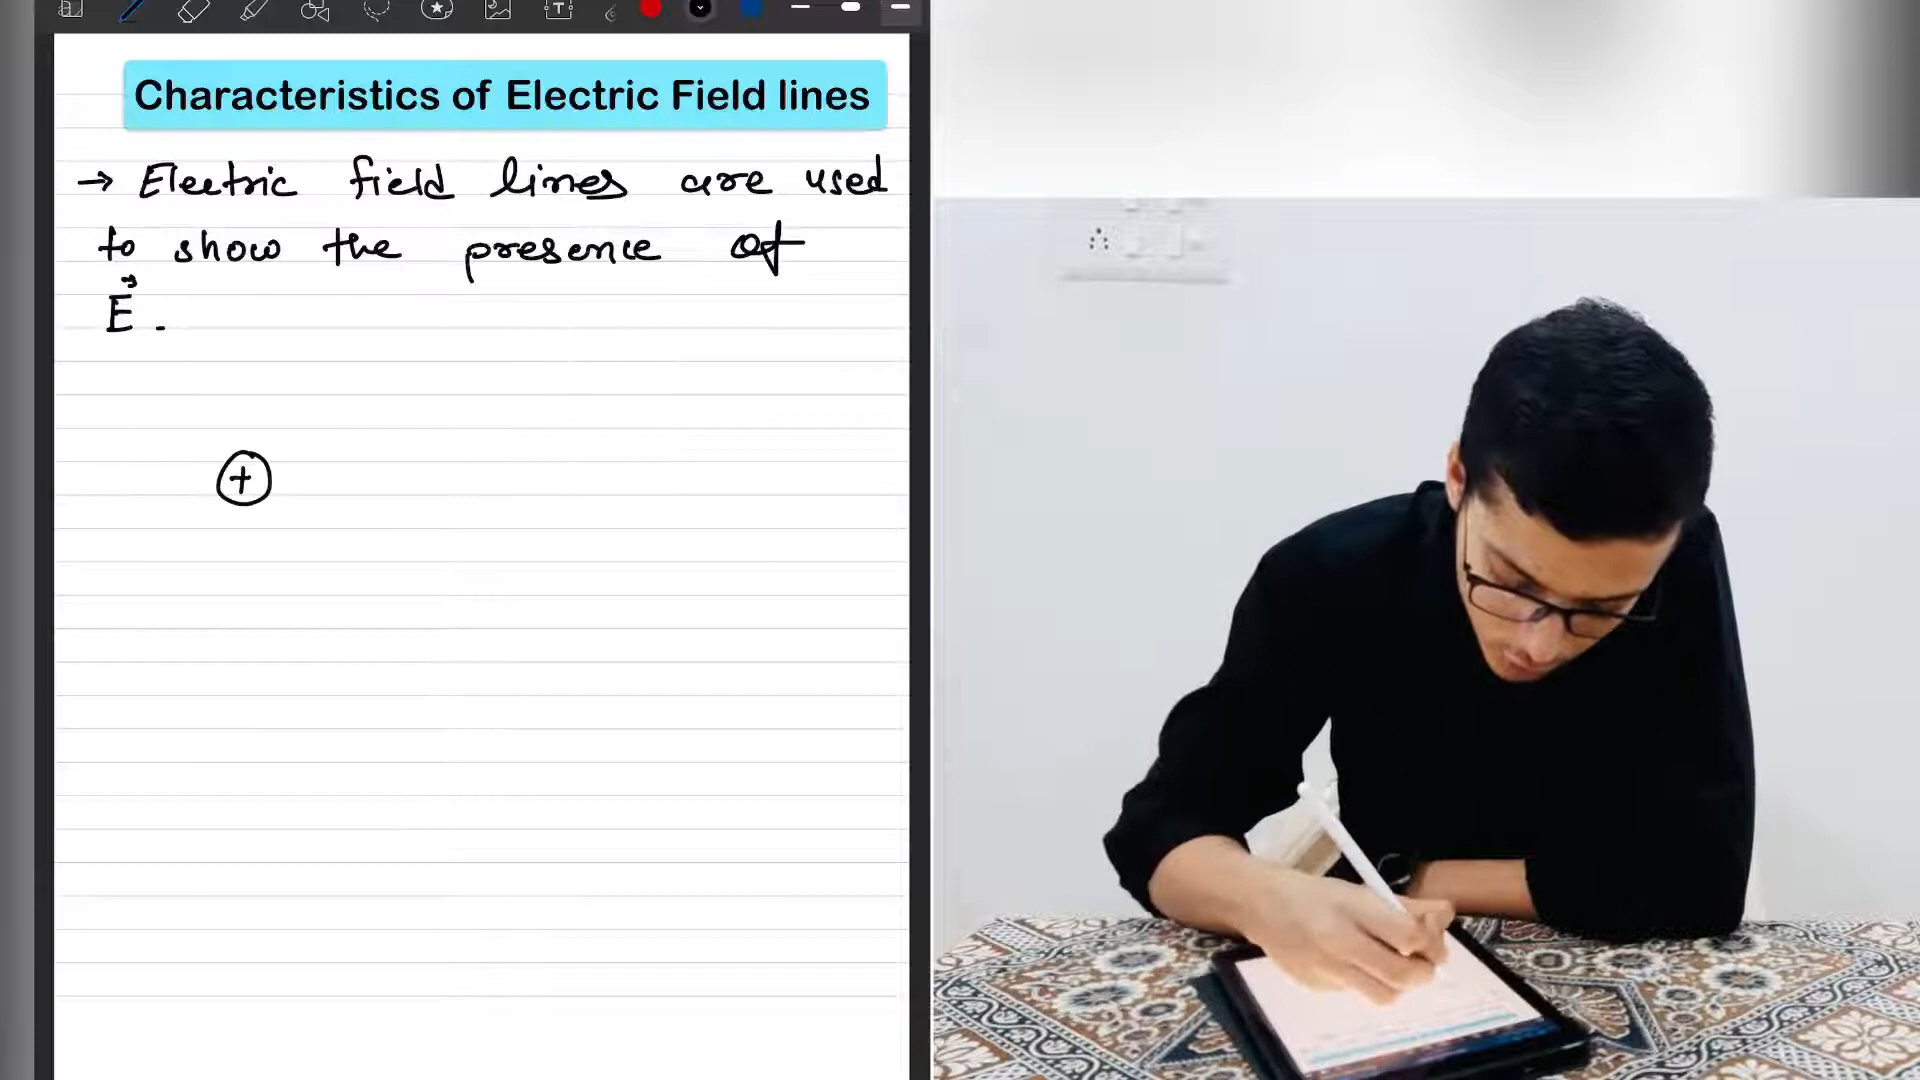 Characteristics of Electric Field lines
→ Electric field lines are used
to show the presence of
E⃗ .
+